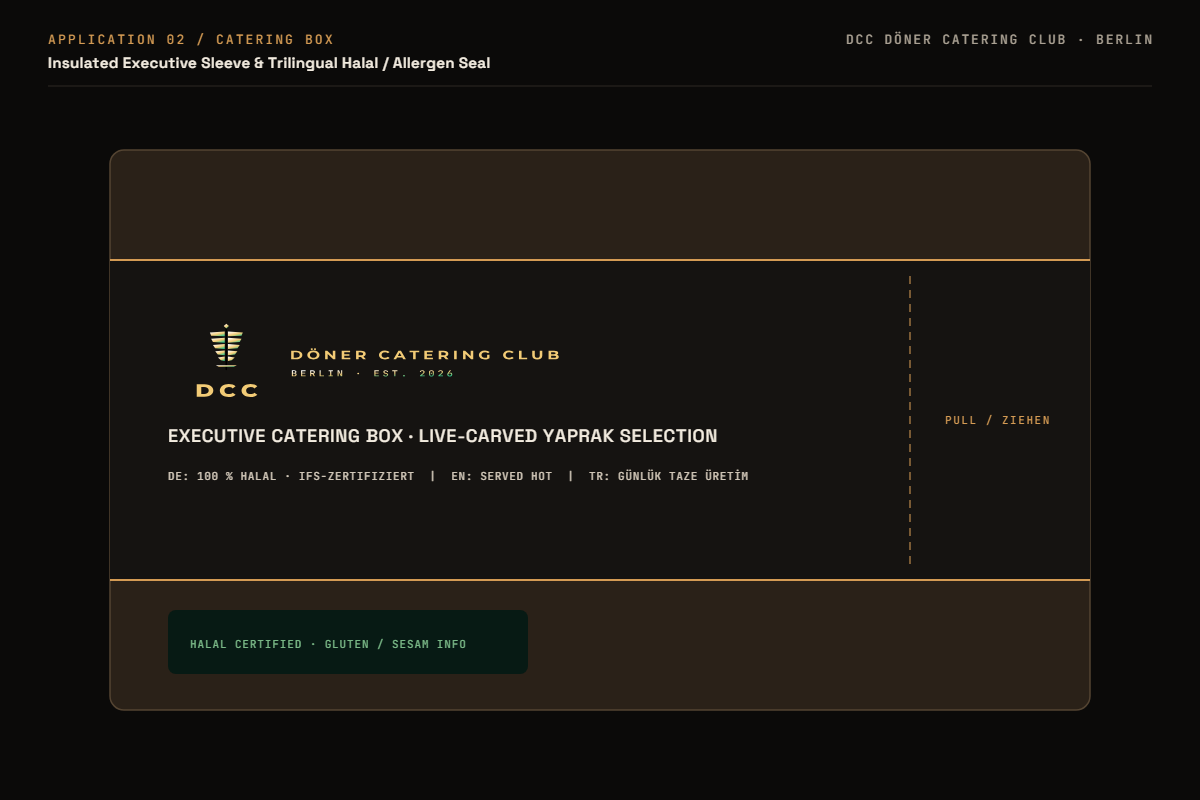 APPLICATION 02 / CATERING BOX
DCC DÖNER CATERING CLUB · BERLIN
Insulated Executive Sleeve & Trilingual Halal / Allergen Seal
DÖNER CATERING CLUB
BERLIN · EST. 2026
DCC
EXECUTIVE CATERING BOX · LIVE-CARVED YAPRAK SELECTION
DE: 100 % HALAL · IFS-ZERTIFIZIERT | EN: SERVED HOT | TR: GÜNLÜK TAZE ÜRETİM
PULL / ZIEHEN
HALAL CERTIFIED · GLUTEN / SESAM INFO